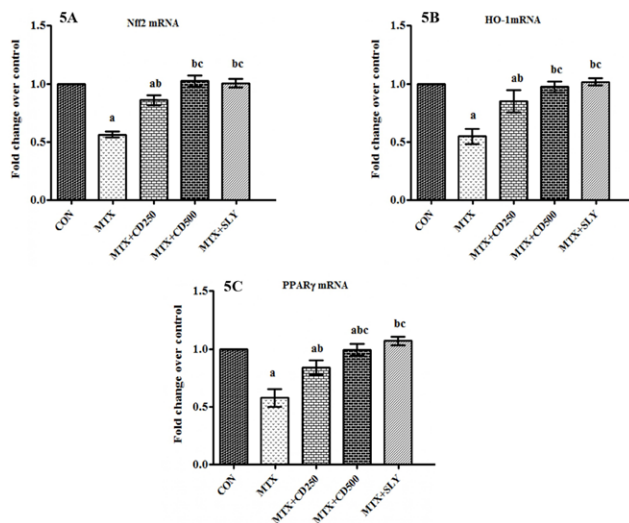 5A
Nff2 mRNA
Fold change over control
1.5
1.0
0.5
0.0
a
ab
bc
bc
CON
MTX
MTX+CD250
MTX+CD500
MTX+SLY
5B
HO-1mRNA
Fold change over control
1.5
1.0
0.5
0.0
a
ab
bc
bc
CON
MTX
MTX+CD250
MTX+CD500
MTX+SLY
5C
PPARγ mRNA
Fold change over control
1.5
1.0
0.5
0.0
a
ab
abc
bc
CON
MTX
MTX+CD250
MTX+CD500
MTX+SLY